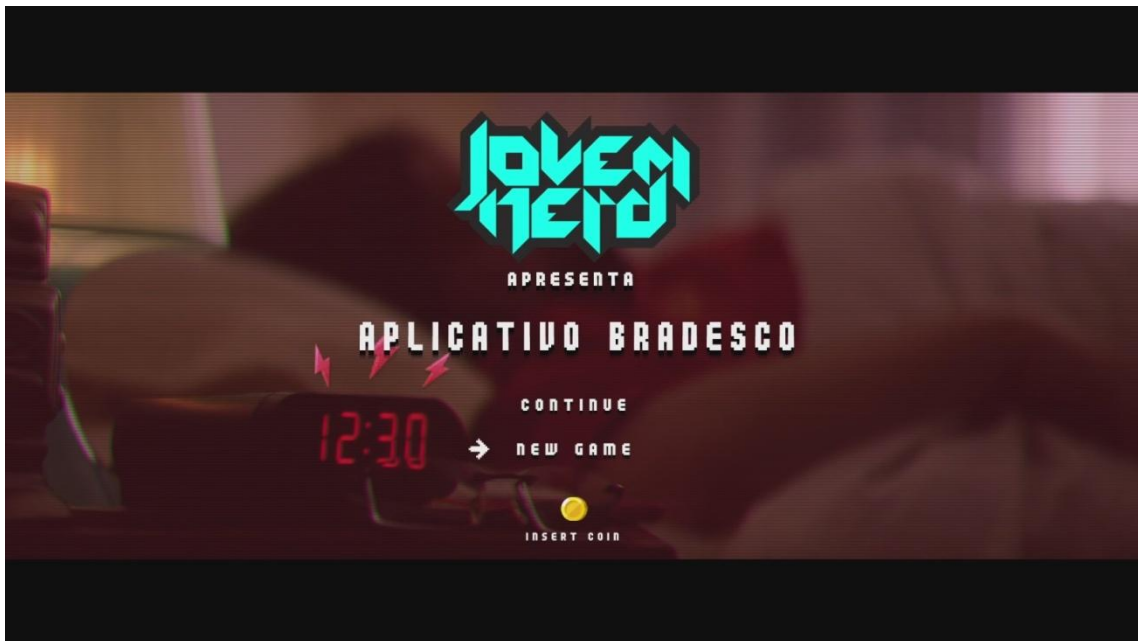 JOVEM
NERD
APRESENTA
APLICATIVO BRADESCO
CONTINUE
NEW GAME
INSERT COIN
12:30